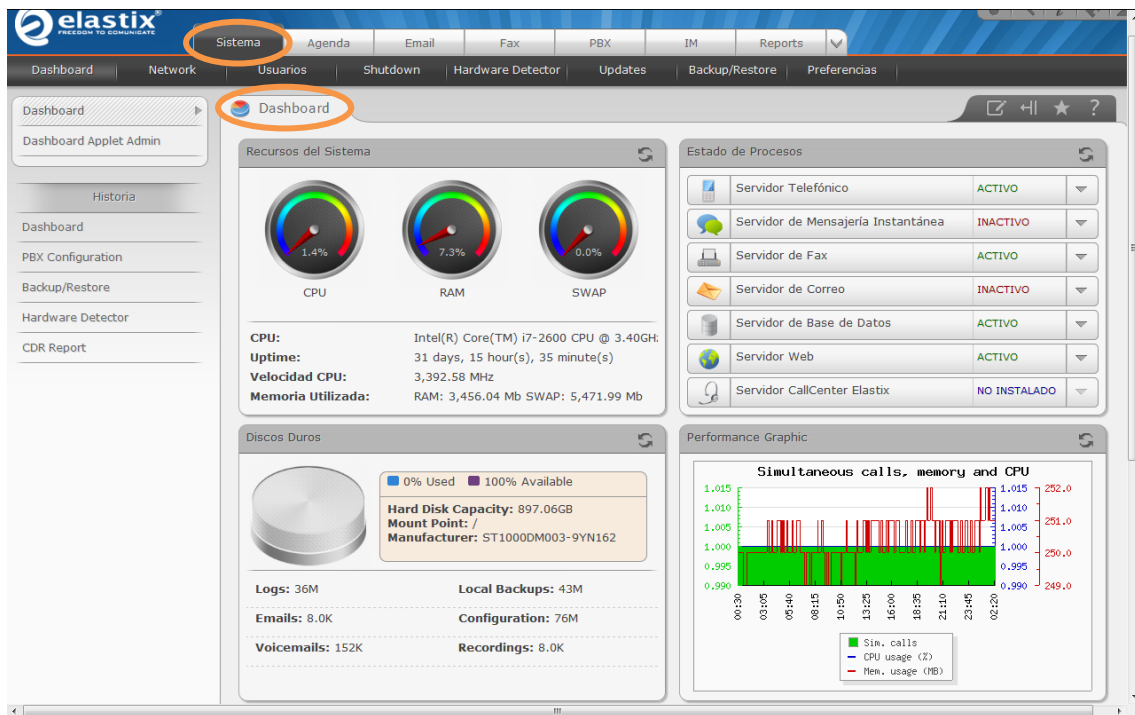 elastix
FREEDOM TO COMUNICATE
Sistema Agenda Email Fax PBX IM Reports
Dashboard Network Usuarios Shutdown Hardware Detector Updates Backup/Restore Preferencias
Dashboard
Dashboard Applet Admin
Historia
Dashboard
PBX Configuration
Backup/Restore
Hardware Detector
CDR Report
Dashboard
?
Recursos del Sistema
1.4% 7.3% 0.0%
CPU RAM SWAP
CPU: Intel(R) Core(TM) i7-2600 CPU @ 3.40GH
Uptime: 31 days, 15 hour(s), 35 minute(s)
Velocidad CPU: 3,392.58 MHz
Memoria Utilizada: RAM: 3,456.04 Mb SWAP: 5,471.99 Mb
Estado de Procesos
Servidor Telefónico ACTIVO
Servidor de Mensajería Instantánea INACTIVO
Servidor de Fax ACTIVO
Servidor de Correo INACTIVO
Servidor de Base de Datos ACTIVO
Servidor Web ACTIVO
Servidor CallCenter Elastix NO INSTALADO
Discos Duros
0% Used 100% Available
Hard Disk Capacity: 897.06GB
Mount Point: /
Manufacturer: ST1000DM003-9YN162
Logs: 36M Local Backups: 43M
Emails: 8.0K Configuration: 76M
Voicemails: 152K Recordings: 8.0K
Performance Graphic
Simultaneous calls, memory and CPU
1.015 1.015 252.0
1.010 1.010
1.005 1.005 251.0
1.000 1.000 250.0
0.995 0.995
0.990 0.990 249.0
00:30 03:05 05:40 08:15 10:50 13:25 16:00 18:35 21:10 23:45 02:20
Sim. calls
CPU usage (%)
Mem. usage (MB)